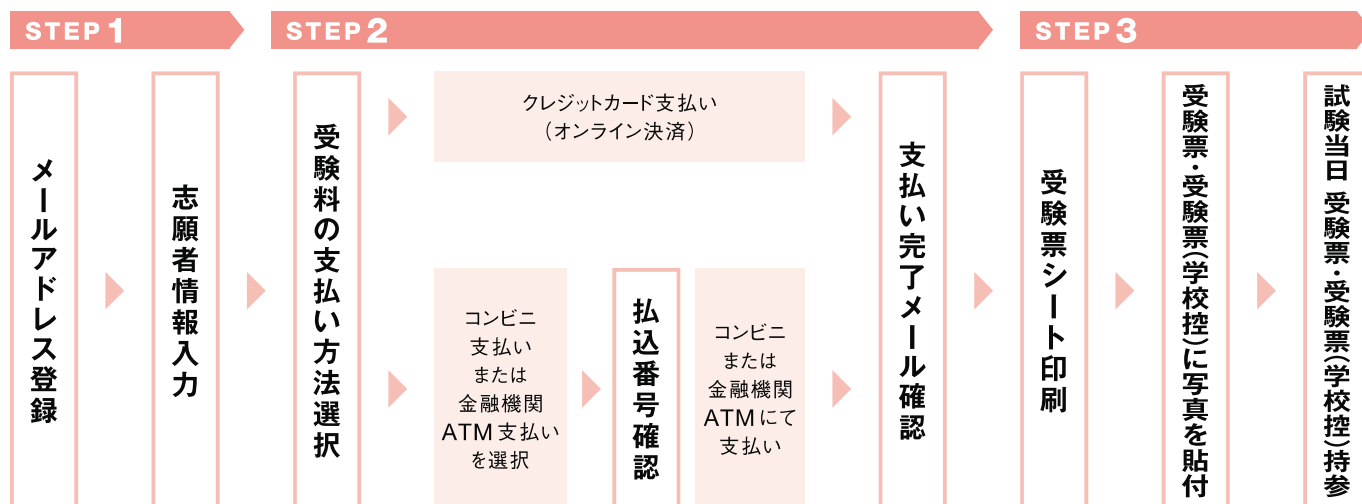 STEP 1
メールアドレス登録
志願者情報入力
STEP 2
受験料の支払い方法選択
クレジットカード支払い
（オンライン決済）
コンビニ
支払い
または
金融機関
ATM 支払い
を選択
払込番号確認
コンビニ
または
金融機関
ATM にて
支払い
支払い完了メール確認
STEP 3
受験票シート印刷
受験票・受験票（学校控）に写真を貼付
試験当日 受験票・受験票（学校控）持参